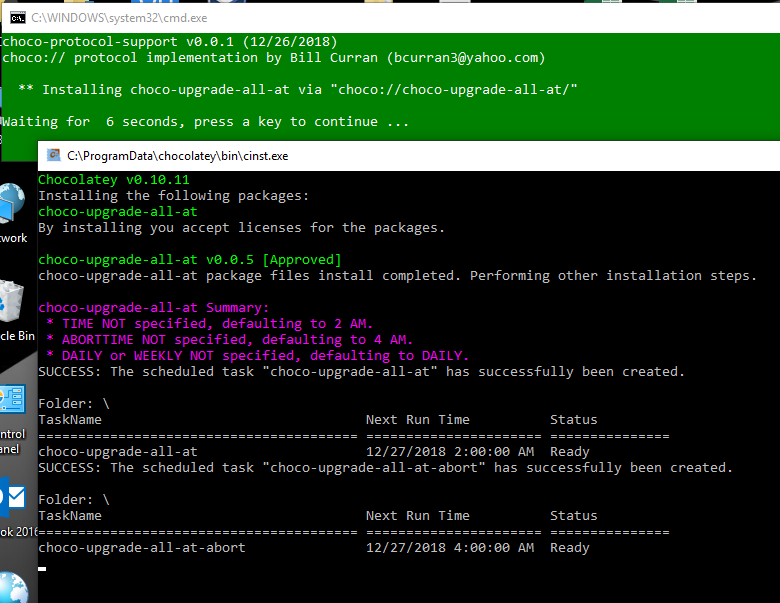 C:\WINDOWS\system32\cmd.exe
choco-protocol-support v0.0.1 (12/26/2018)
choco:// protocol implementation by Bill Curran (bcurran3@yahoo.com)
** Installing choco-upgrade-all-at via "choco://choco-upgrade-all-at/"
Waiting for  6 seconds, press a key to continue ...
C:\ProgramData\chocolatey\bin\cinst.exe
Chocolatey v0.10.11
Installing the following packages:
choco-upgrade-all-at
By installing you accept licenses for the packages.
choco-upgrade-all-at v0.0.5 [Approved]
choco-upgrade-all-at package files install completed. Performing other installation steps.
choco-upgrade-all-at Summary:
* TIME NOT specified, defaulting to 2 AM.
* ABORTTIME NOT specified, defaulting to 4 AM.
* DAILY or WEEKLY NOT specified, defaulting to DAILY.
SUCCESS: The scheduled task "choco-upgrade-all-at" has successfully been created.
Folder: \
TaskName Next Run Time Status
======================================== ====================== ===============
choco-upgrade-all-at 12/27/2018 2:00:00 AM Ready
SUCCESS: The scheduled task "choco-upgrade-all-at-abort" has successfully been created.
Folder: \
TaskName Next Run Time Status
======================================== ====================== ===============
choco-upgrade-all-at-abort 12/27/2018 4:00:00 AM Ready
twork
cle Bin
ntrol
anel
ok 2016